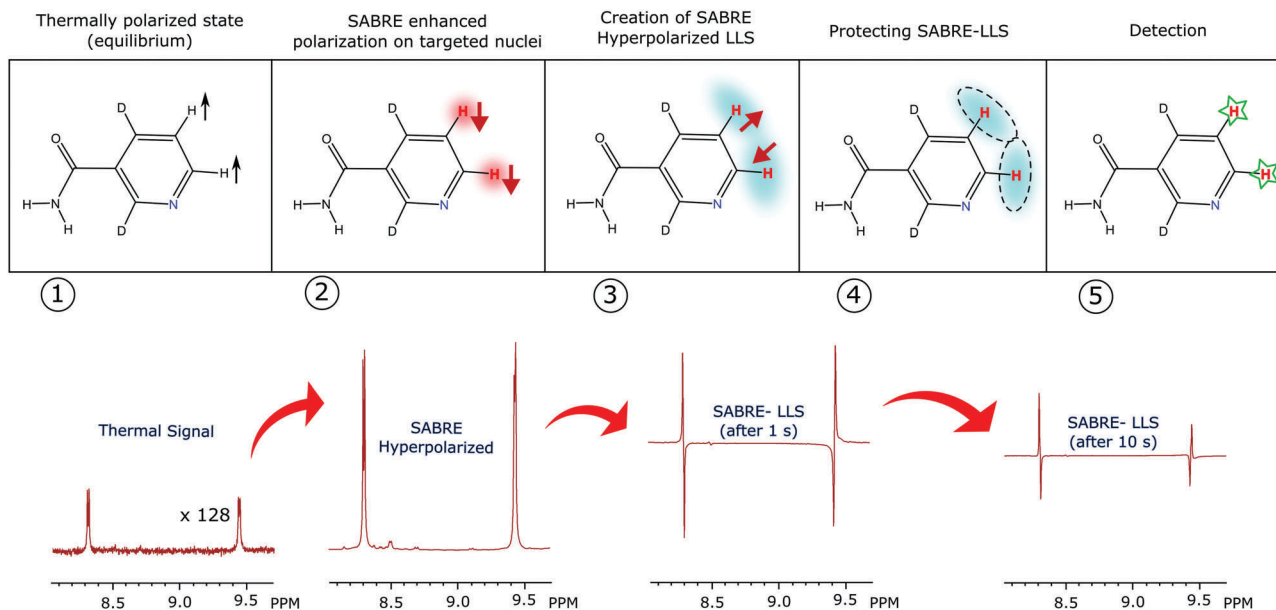 Thermally polarized state
(equilibrium)
SABRE enhanced
polarization on targeted nuclei
Creation of SABRE
Hyperpolarized LLS
Protecting SABRE-LLS
Detection
D
H
O
H
N
H
N
D
H
D
H
O
H
N
H
N
D
H
D
H
O
H
N
H
N
D
H
D
H
O
H
N
H
N
D
H
D
H
O
H
N
H
N
D
H
1
2
3
4
5
Thermal Signal
x 128
SABRE
Hyperpolarized
SABRE- LLS
(after 1 s)
SABRE- LLS
(after 10 s)
8.5 9.0 9.5 PPM
8.5 9.0 9.5 PPM
8.5 9.0 9.5 PPM
8.5 9.0 9.5 PPM